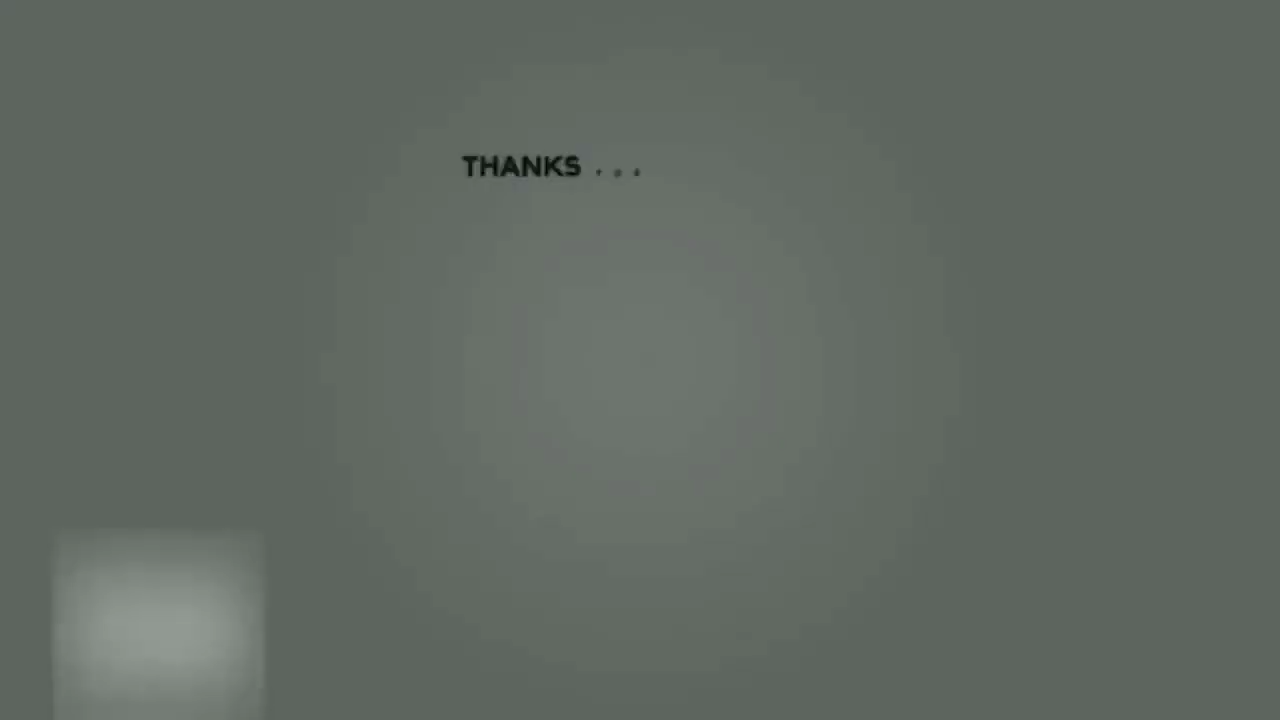 THANKS . . .